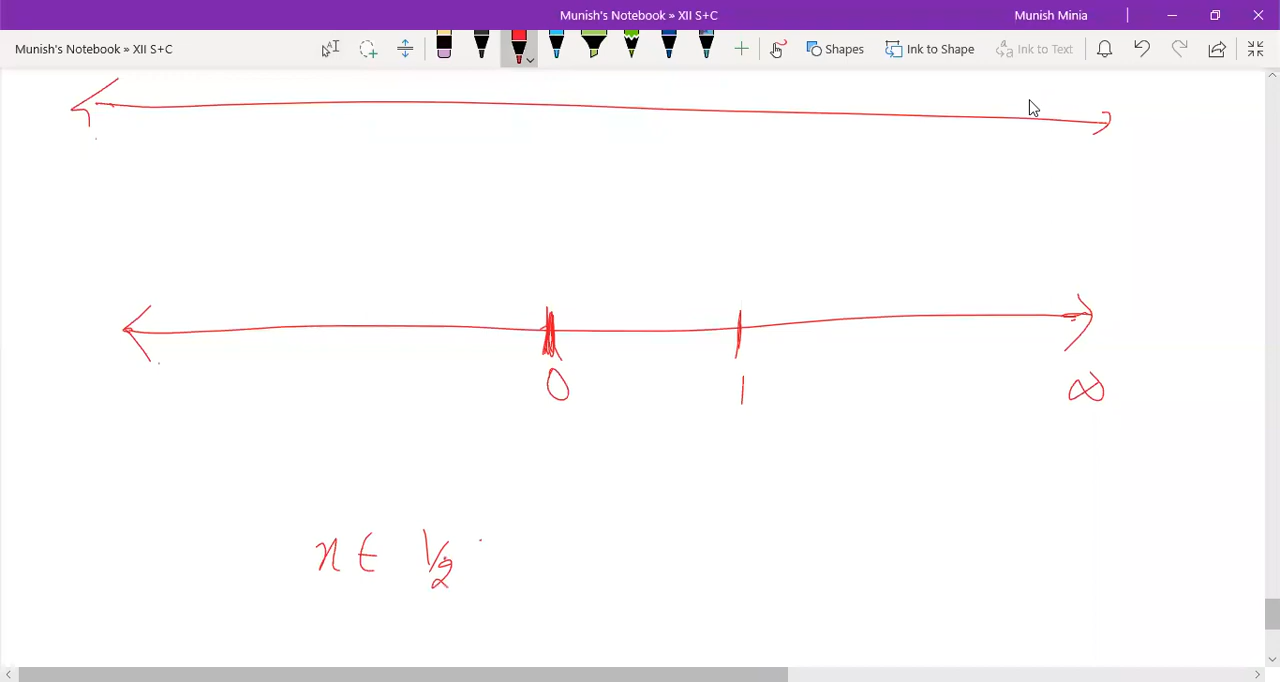 Munish's Notebook » XII S+C
Munish Minia
Munish's Notebook » XII S+C
Shapes
Ink to Shape
Ink to Text
0 1 ∞
x ∈ 1/2